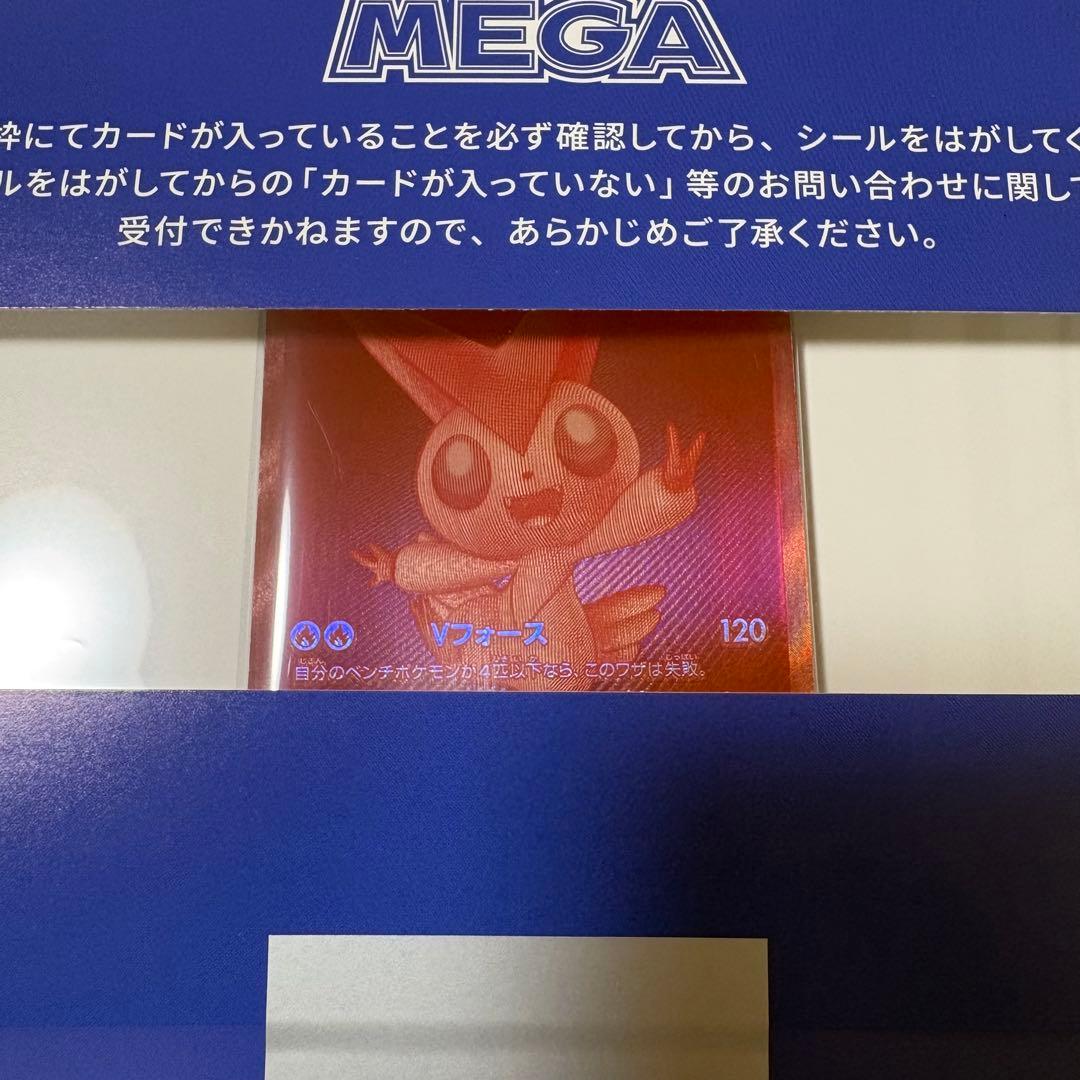 MEGA
枠にてカードが入っていることを必ず確認してから、シールをはがしてく
ルをはがしてからの「カードが入っていない」等のお問い合わせに関して
受付できかねますので、あらかじめご了承ください。
Vフォース 120
自分のベンチポケモンが4匹以下なら、このワザは失敗。